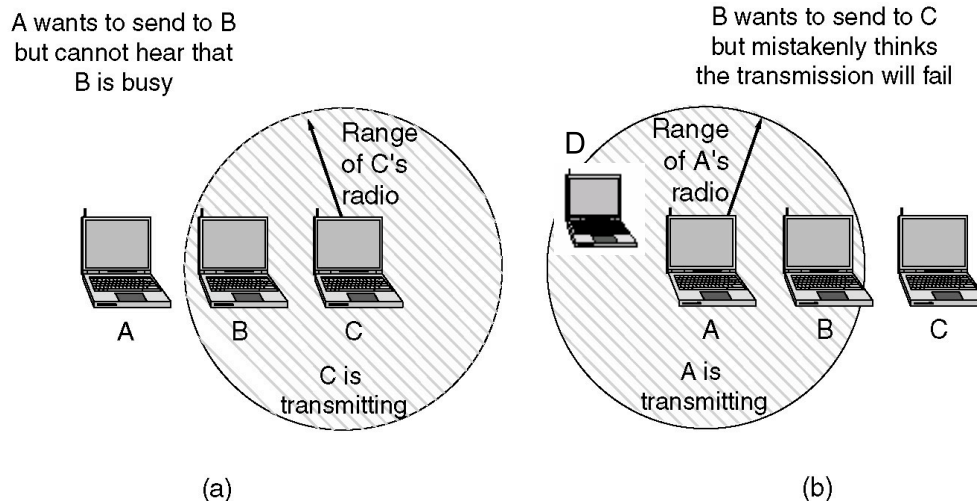 A wants to send to B
but cannot hear that
B is busy
Range
of C's
radio
A
B
C
C is
transmitting
(a)
B wants to send to C
but mistakenly thinks
the transmission will fail
D
Range
of A's
radio
A
B
C
A is
transmitting
(b)